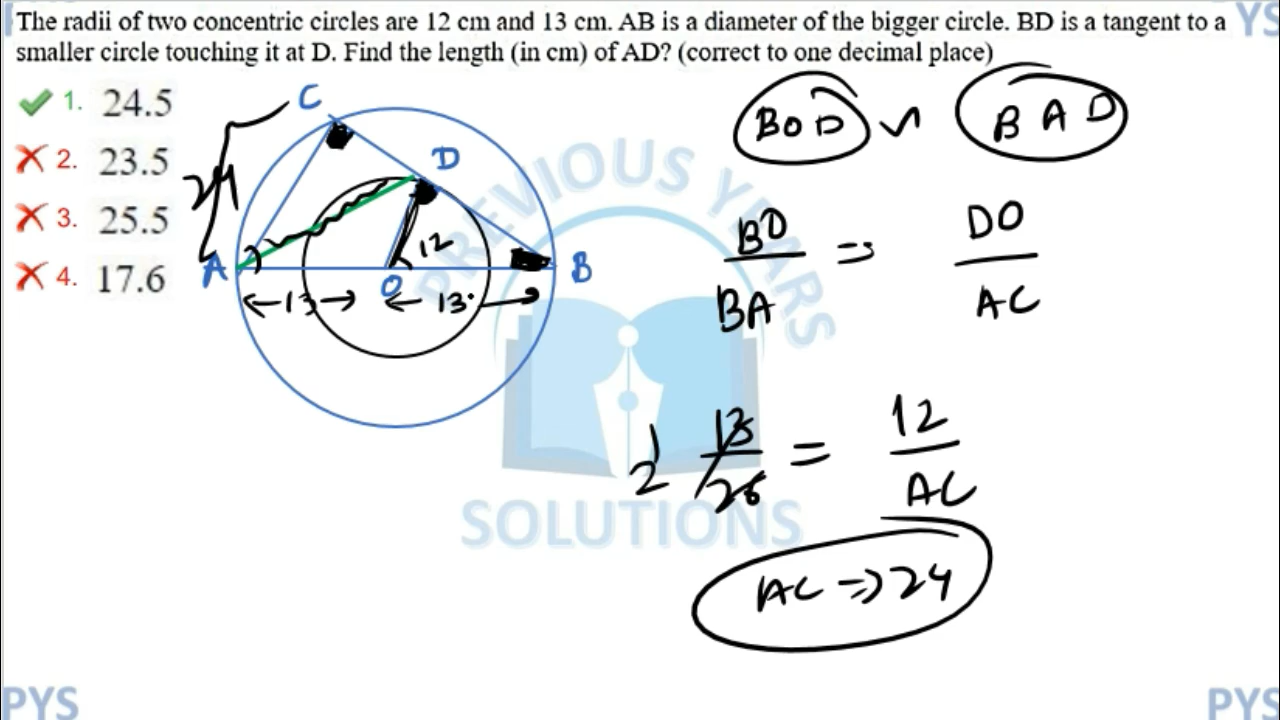 The radii of two concentric circles are 12 cm and 13 cm. AB is a diameter of the bigger circle. BD is a tangent to a
smaller circle touching it at D. Find the length (in cm) of AD? (correct to one decimal place)
1. 24.5
2. 23.5
3. 25.5
4. 17.6
C
D
24
12
A
O
B
13
13
BOD ~ BAD
BO/BA => DO/AC
1
2
13/26 = 12/AC
AC => 24
PREVIOUS YEARS
SOLUTIONS
YS
PYS
PYS